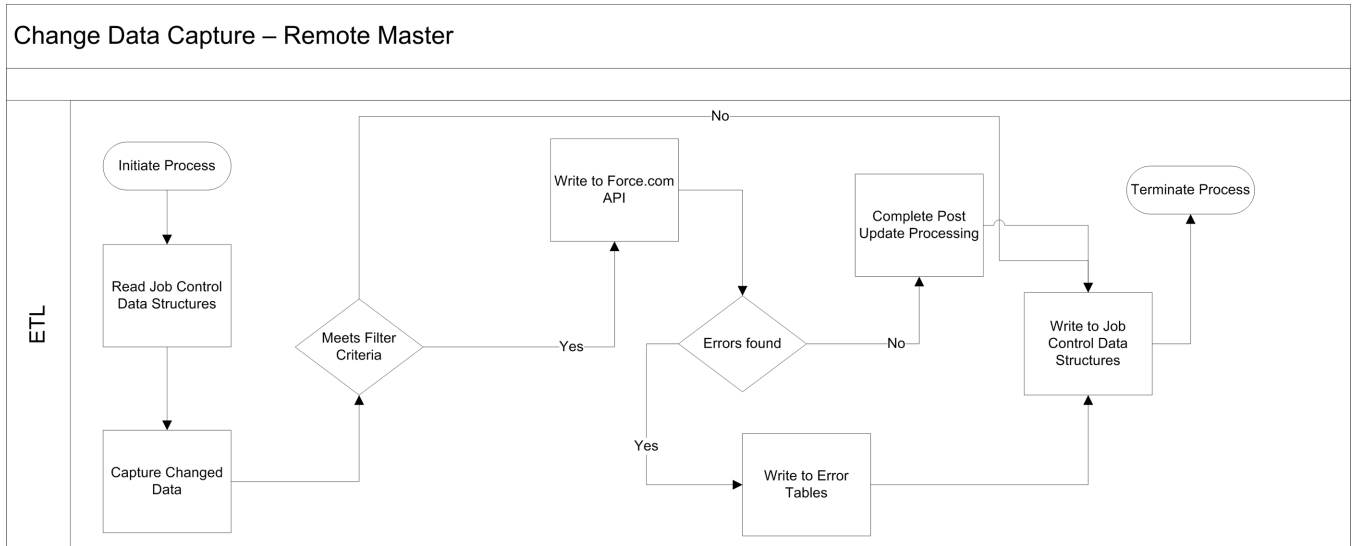 Change Data Capture – Remote Master
ETL
Initiate Process
Read Job Control
Data Structures
Capture Changed
Data
Meets Filter
Criteria
No
Yes
Write to Force.com
API
Errors found
Yes
No
Write to Error
Tables
Complete Post
Update Processing
Write to Job
Control Data
Structures
Terminate Process